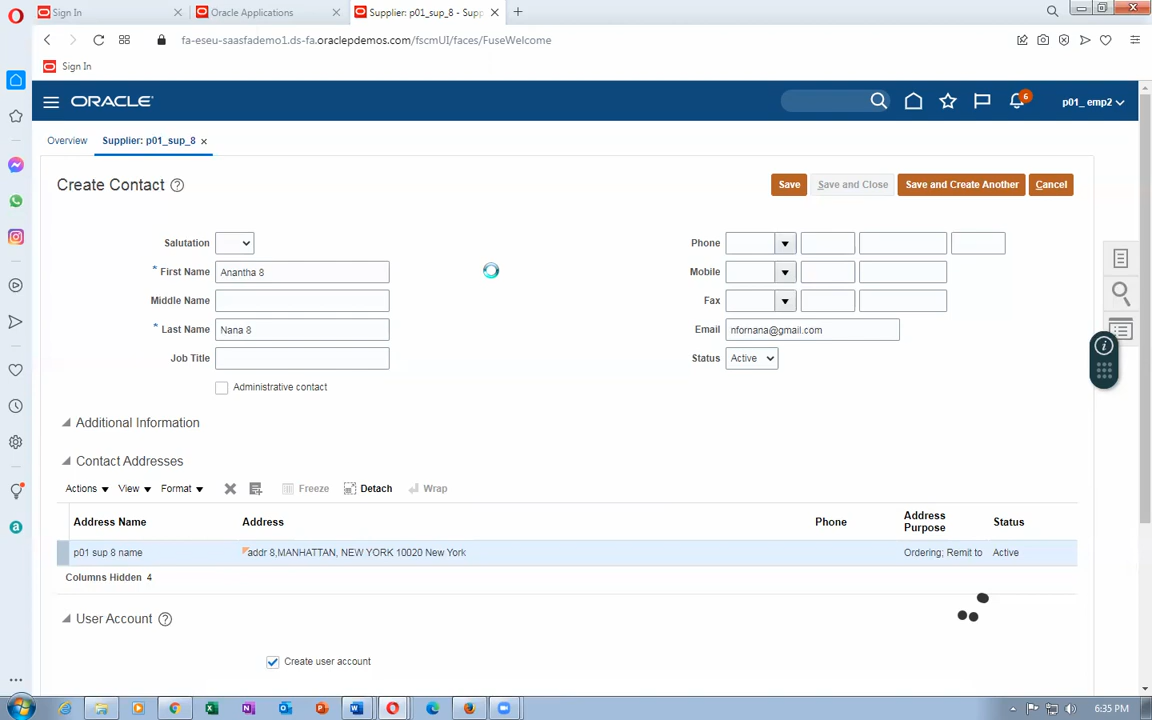 Sign In
Oracle Applications
Supplier: p01_sup_8 - Supp
fa-eseu-saasfademo1.ds-fa.oraclepdemos.com/fscmUI/faces/FuseWelcome
Sign In
ORACLE
6
p01_ emp2
Overview
Supplier: p01_sup_8
Create Contact
Save
Save and Close
Save and Create Another
Cancel
Salutation
* First Name Anantha 8
Middle Name
* Last Name Nana 8
Job Title
Administrative contact
Phone
Mobile
Fax
Email nfornana@gmail.com
Status Active
Additional Information
Contact Addresses
Actions View Format Freeze Detach Wrap
Address Name Address Phone Address Purpose Status
p01 sup 8 name addr 8,MANHATTAN, NEW YORK 10020 New York Ordering; Remit to Active
Columns Hidden 4
User Account
Create user account
6:35 PM